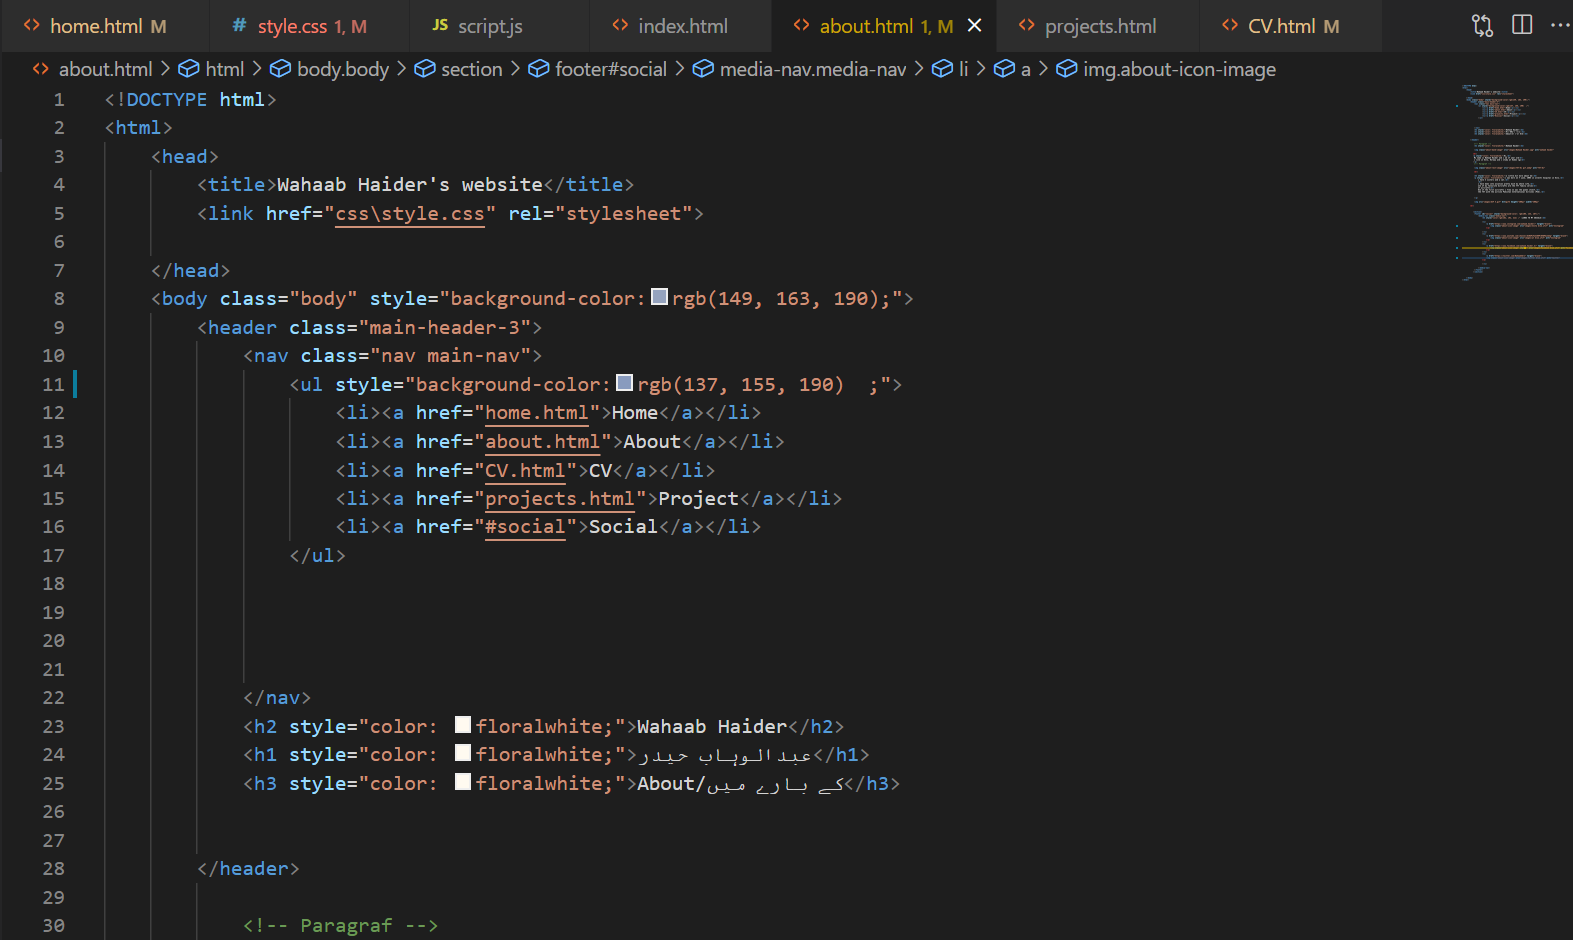 home.html M style.css 1, M JS script.js index.html about.html 1, M projects.html CV.html M
about.html > html > body.body > section > footer#social > media-nav.media-nav > li > a > img.about-icon-image
1 <!DOCTYPE html>
2 <html>
3 <head>
4 <title>Wahaab Haider's website</title>
5 <link href="css\style.css" rel="stylesheet">
6
7 </head>
8 <body class="body" style="background-color: rgb(149, 163, 190);">
9 <header class="main-header-3">
10 <nav class="nav main-nav">
11 <ul style="background-color: rgb(137, 155, 190)  ;">
12 <li><a href="home.html">Home</a></li>
13 <li><a href="about.html">About</a></li>
14 <li><a href="CV.html">CV</a></li>
15 <li><a href="projects.html">Project</a></li>
16 <li><a href="#social">Social</a></li>
17 </ul>
18
19
20
21
22 </nav>
23 <h2 style="color: floralwhite;">Wahaab Haider</h2>
24 <h1 style="color: floralwhite;">عبدالوہاب حیدر</h1>
25 <h3 style="color: floralwhite;">About/کے بارے میں</h3>
26
27
28 </header>
29
30 <!-- Paragraf -->